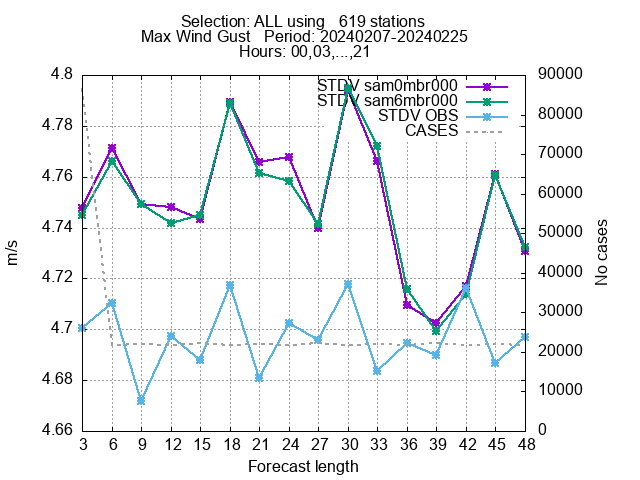 Selection: ALL using   619 stations
Max Wind Gust   Period: 20240207-20240225
Hours: 00,03,...,21
STDV sam0mbr000
STDV sam6mbr000
STDV OBS
CASES
4.8
4.78
4.76
4.74
4.72
4.7
4.68
4.66
m/s
90000
80000
70000
60000
50000
40000
30000
20000
10000
0
No cases
3 6 9 12 15 18 21 24 27 30 33 36 39 42 45 48
Forecast length